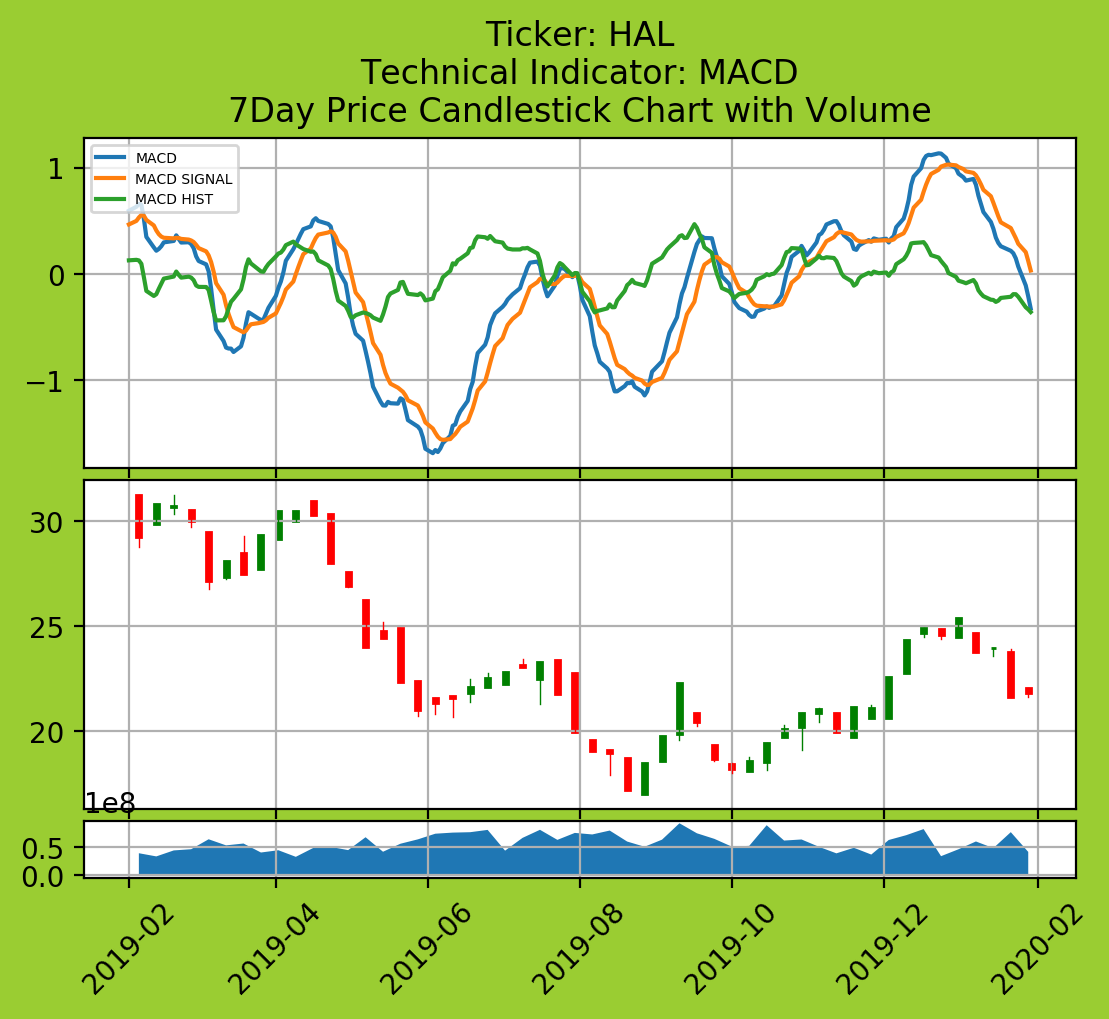 Ticker: HAL
Technical Indicator: MACD
7Day Price Candlestick Chart with Volume
MACD
MACD SIGNAL
MACD HIST
1
0
−1
30
25
20
1e8
0.5
0.0
2019-02
2019-04
2019-06
2019-08
2019-10
2019-12
2020-02